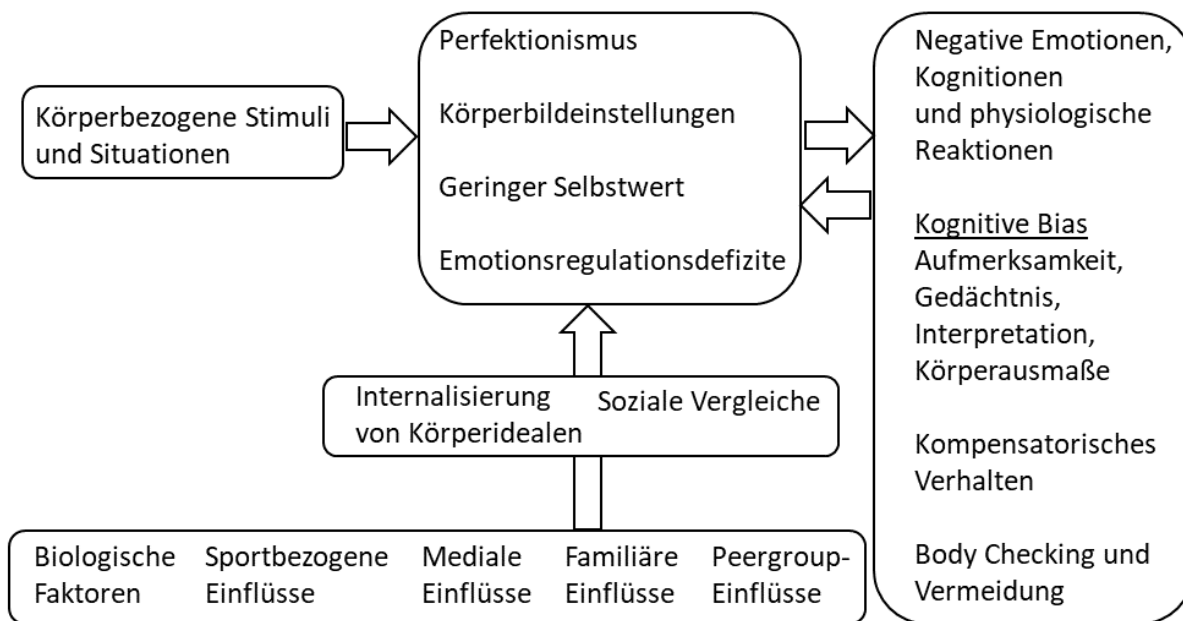 Körperbezogene Stimuli
und Situationen
Perfektionismus
Körperbildeinstellungen
Geringer Selbstwert
Emotionsregulationsdefizite
Negative Emotionen,
Kognitionen
und physiologische
Reaktionen
Kognitive Bias
Aufmerksamkeit,
Gedächtnis,
Interpretation,
Körperausmaße
Kompensatorisches
Verhalten
Body Checking und
Vermeidung
Internalisierung
von Körperidealen
Soziale Vergleiche
Biologische
Faktoren
Sportbezogene
Einflüsse
Mediale
Einflüsse
Familiäre
Einflüsse
Peergroup-
Einflüsse